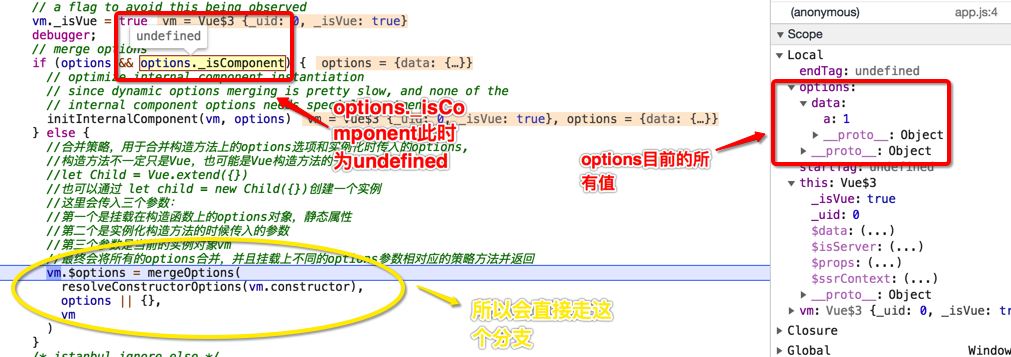 // a flag to avoid this being observed
vm._isVue = true vm = Vue$3 {_uid: 0, _isVue: true}
debugger;
undefined
// merge options
if (options && options._isComponent) { options = {data: {…}}
// optimize internal component instantiation
// since dynamic options merging is pretty slow, and none of the
// internal component options needs special treatment.
initInternalComponent(vm, options) vm = Vue$3 {_uid: 0, _isVue: true}, options = {data: {…}}
options._isCo
mponent此时
为undefined
} else {
//合并策略，用于合并构造方法上的options选项和实例化时传入的options,
//构造方法不一定只是Vue，也可能是Vue构造方法的
//let Child = Vue.extend({})
//也可以通过 let child = new Child({})创建一个实例
//这里会传入三个参数：
//第一个是挂载在构造函数上的options对象，静态属性
//第二个是实例化构造方法的时候传入的参数
//第三个参数是当前的实例对象vm
//最终会将所有的options合并，并且挂载上不同的options参数相对应的策略方法并返回
vm.$options = mergeOptions(
resolveConstructorOptions(vm.constructor),
options || {},
vm
)
}
/* istanbul ignore else */
所以会直接走这
个分支
options目前的所
有值
(anonymous) app.js:4
Scope
Local
endTag: undefined
options:
data:
a: 1
__proto__: Object
__proto__: Object
startTag: undefined
this: Vue$3
_isVue: true
_uid: 0
$data: (...)
$isServer: (...)
$props: (...)
$ssrContext: (...)
__proto__: Object
vm: Vue$3 {_uid: 0, _isVue: true}
Closure
Global Window